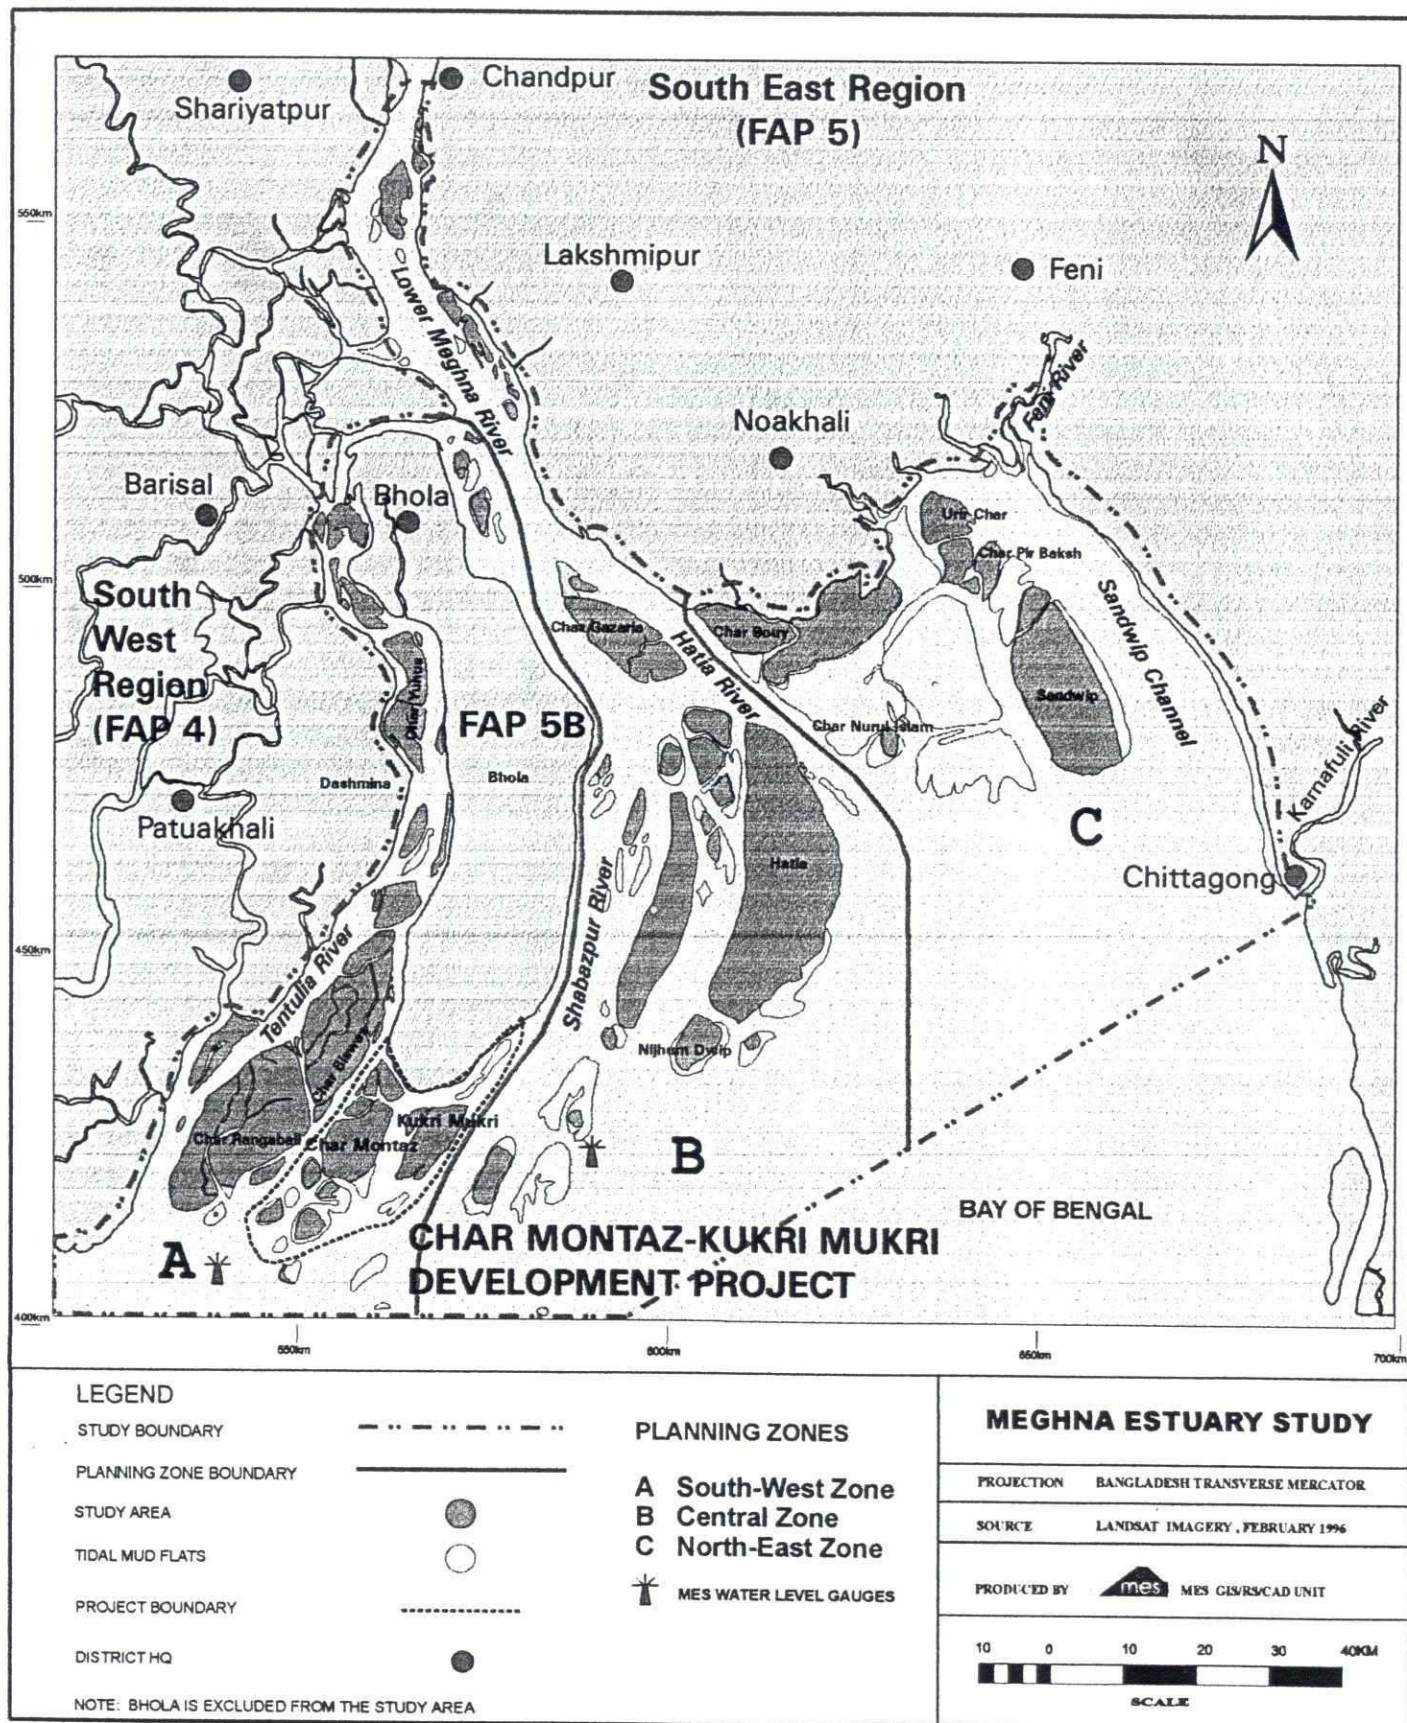 Chandpur
South East Region
(FAP 5)
Shariyatpur
N
550km
Lakshmipur
Feni
Lower Meghna River
Feni River
Noakhali
Barisal
Bhola
Urir Char
Char Pir Baksh
500km
South
West
Region
(FAP 4)
Sandwip Channel
Char Gazaria
Char Bouy
Hatia River
Char Yunus
Sandwip
FAP 5B
Char Nurul Islam
Karnafuli River
Dashmina
Bhola
Patuakhali
C
Hatia
Chittagong
Shabazpur River
450km
Tentulia River
Nijhum Dwip
Kukri Mukri
Char Rangabali
Char Montaz
B
BAY OF BENGAL
A
CHAR MONTAZ-KUKRI MUKRI
DEVELOPMENT PROJECT
400km
550km
600km
650km
700km
LEGEND
STUDY BOUNDARY
PLANNING ZONE BOUNDARY
STUDY AREA
TIDAL MUD FLATS
PROJECT BOUNDARY
DISTRICT HQ
NOTE: BHOLA IS EXCLUDED FROM THE STUDY AREA
PLANNING ZONES
A South-West Zone
B Central Zone
C North-East Zone
MES WATER LEVEL GAUGES
MEGHNA ESTUARY STUDY
PROJECTION BANGLADESH TRANSVERSE MERCATOR
SOURCE LANDSAT IMAGERY, FEBRUARY 1996
PRODUCED BY mes MES GIS/RS/CAD UNIT
10 0 10 20 30 40KM
SCALE